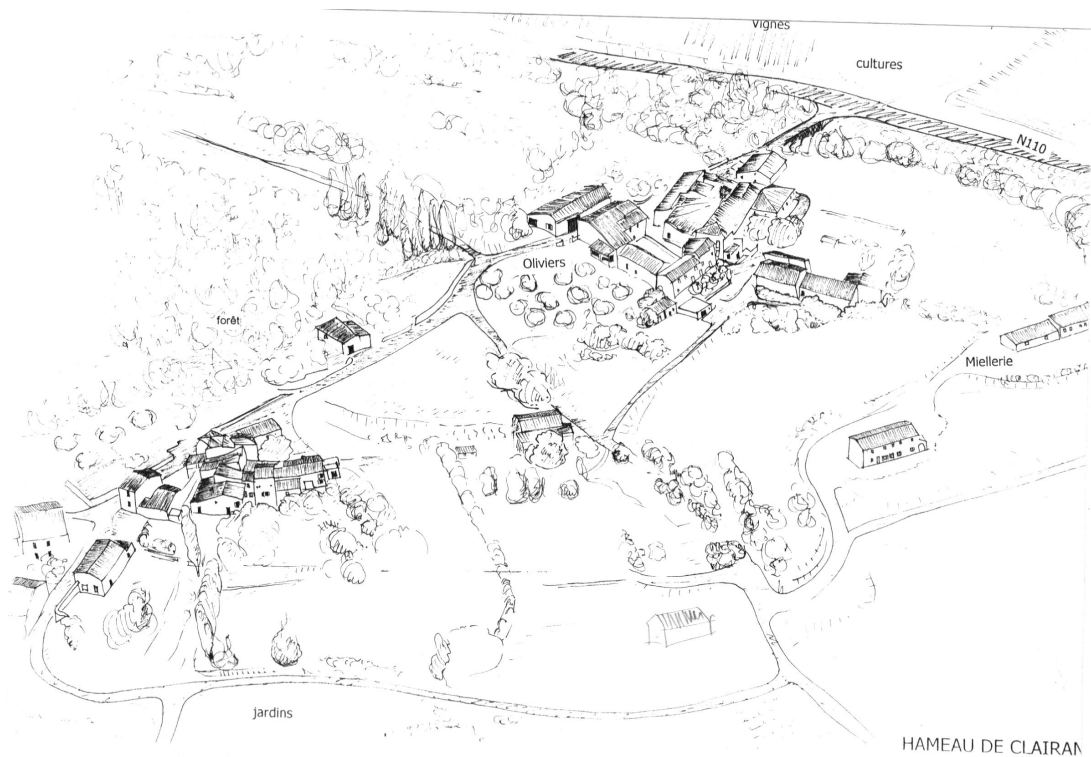 Vignes
cultures
N110
Oliviers
forêt
Miellerie
jardins
HAMEAU DE CLAIRAN